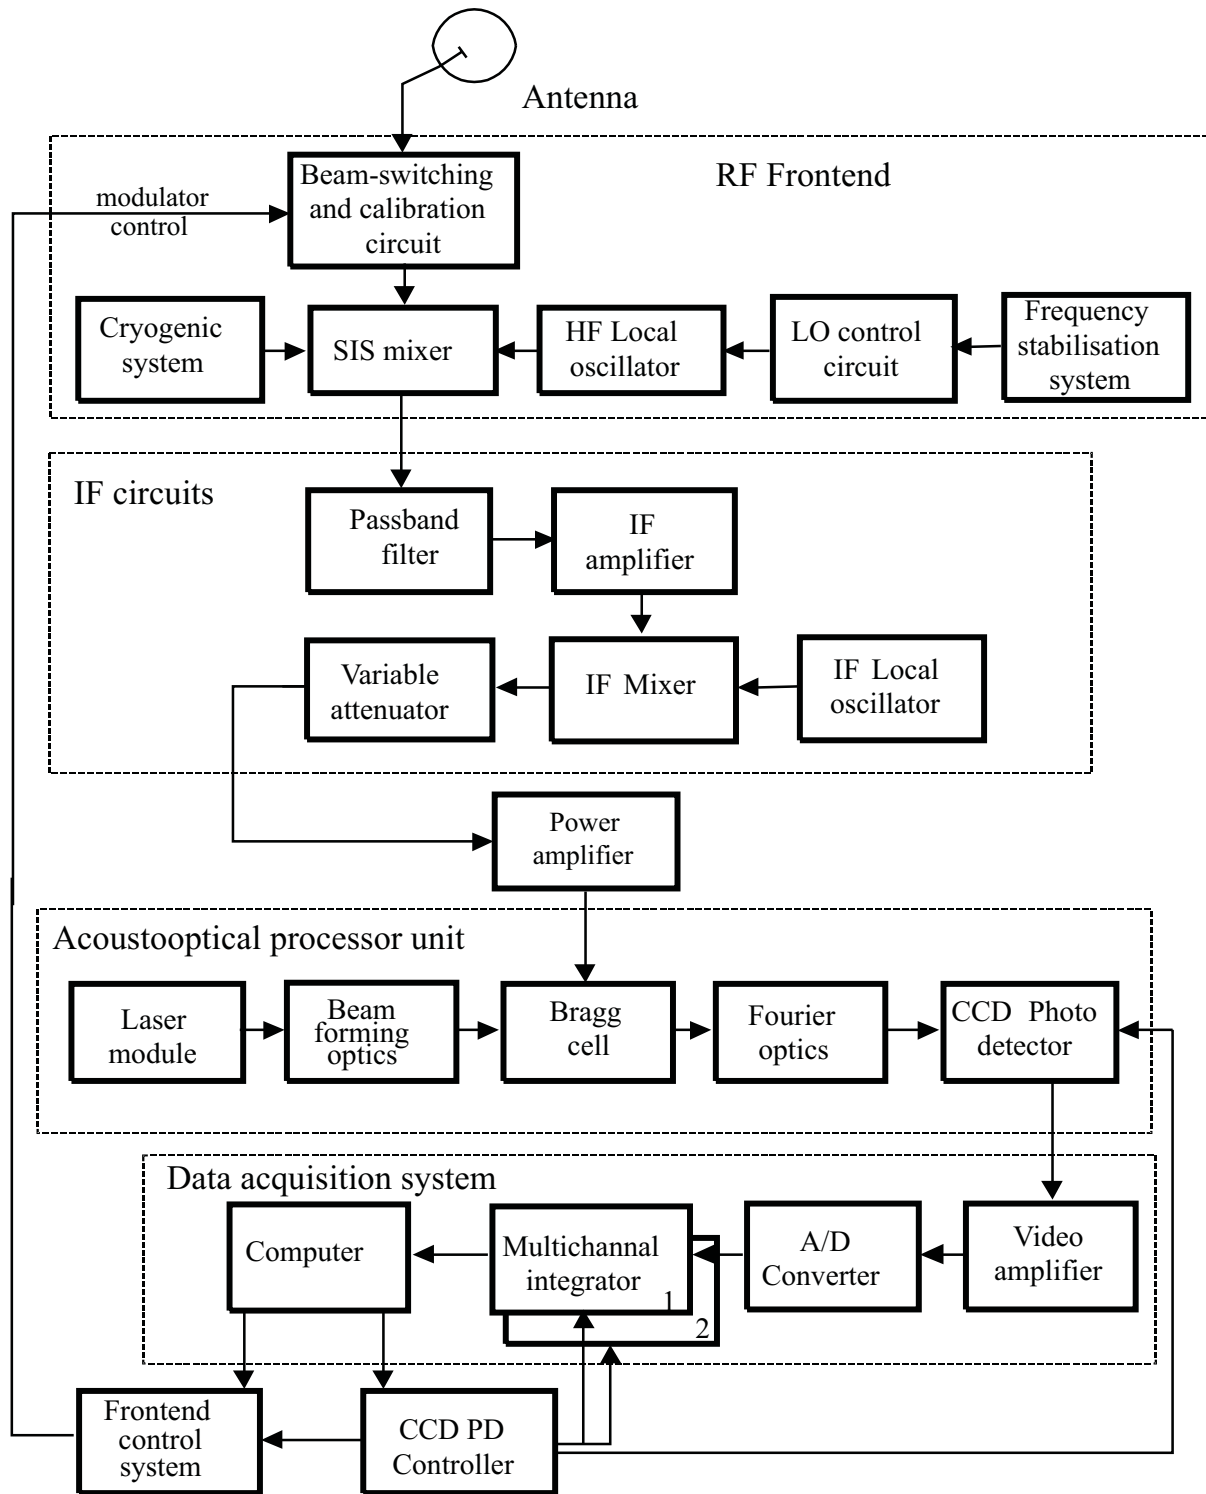 Antenna
RF Frontend
Beam-switching
and calibration
circuit
modulator
control
Cryogenic
system
SIS mixer
HF Local
oscillator
LO control
circuit
Frequency
stabilisation
system
IF circuits
Passband
filter
IF
amplifier
Variable
attenuator
IF Mixer
IF Local
oscillator
Power
amplifier
Acoustooptical processor unit
Laser
module
Beam
forming
optics
Bragg
cell
Fourier
optics
CCD Photo
detector
Data acquisition system
Computer
Multichannal
integrator
1
2
A/D
Converter
Video
amplifier
Frontend
control
system
CCD PD
Controller